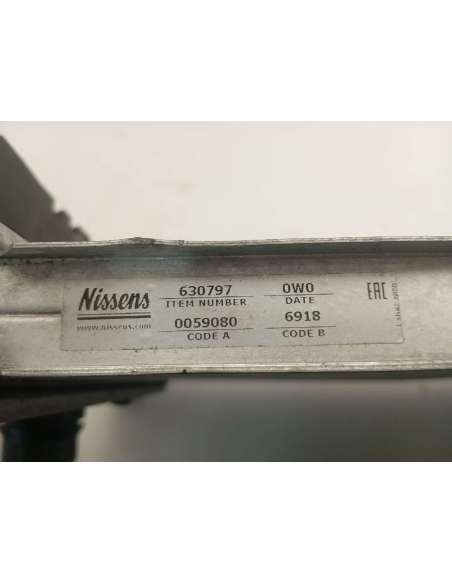 Nissens
www.nissens.com
630797 0W0
ITEM NUMBER DATE
0059080 6918
CODE A CODE B
EAC